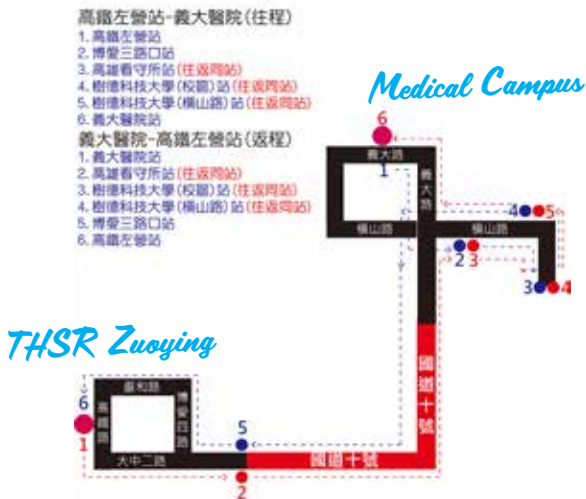 高鐵左營站-義大醫院(往程)
1. 高鐵左營站
2. 博愛三路口站
3. 高雄看守所站(往返同站)
4. 樹德科技大學(校區)站(往返同站)
5. 樹德科技大學(橫山路)站(往返同站)
6. 義大醫院站
義大醫院-高鐵左營站(返程)
1. 義大醫院站
2. 高雄看守所站(往返同站)
3. 樹德科技大學(校區)站(往返同站)
4. 樹德科技大學(橫山路)站(往返同站)
5. 博愛三路口站
6. 高鐵左營站
Medical Campus
6
義大路
1
義大路
4 5
橫山路
橫山路
2 3
3 4
國道十號
THSR Zuoying
重和路
6
高鐵路
博愛四路
5
1
大中二路
國道十號
2